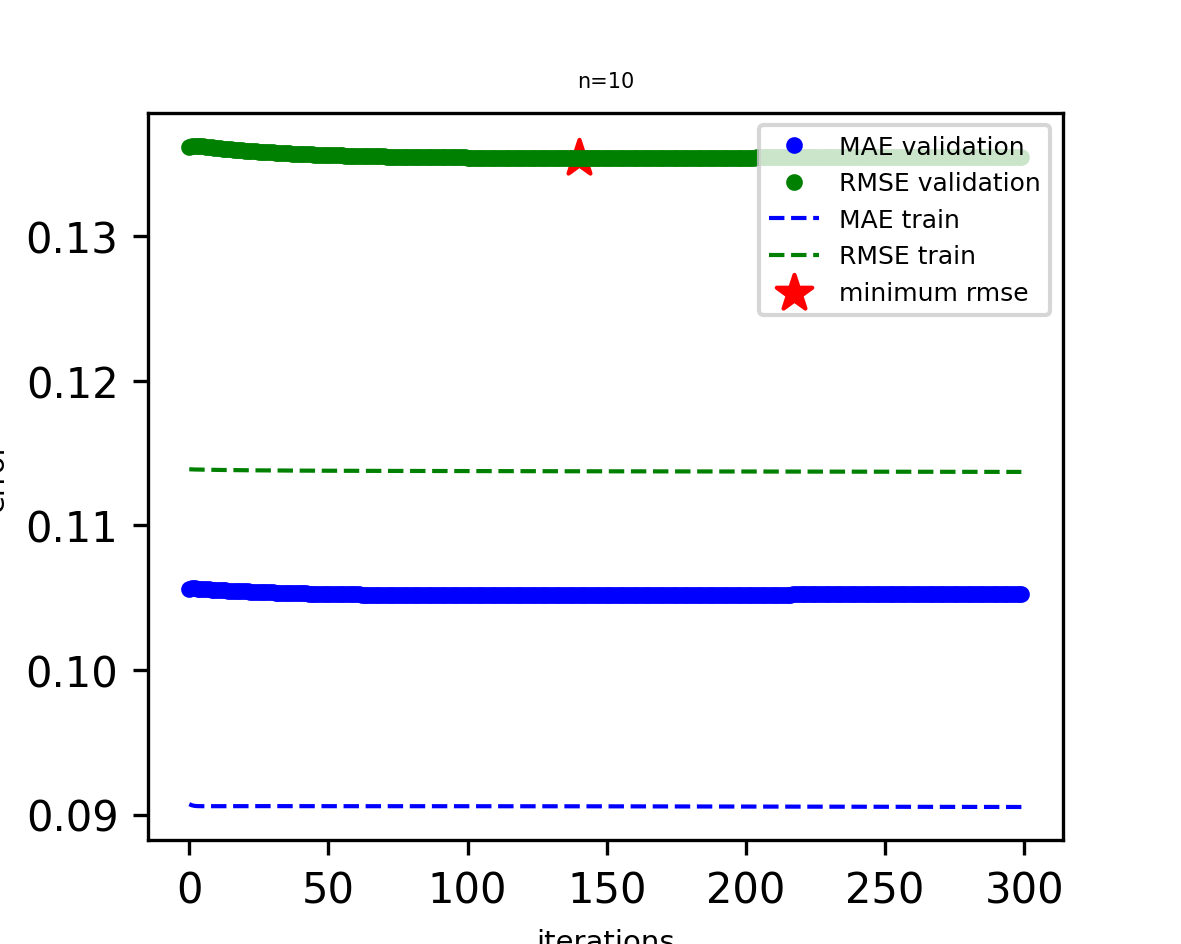 n=10
MAE validation
RMSE validation
MAE train
RMSE train
minimum rmse
0.13
0.12
0.11
0.10
0.09
0 50 100 150 200 250 300
iterations